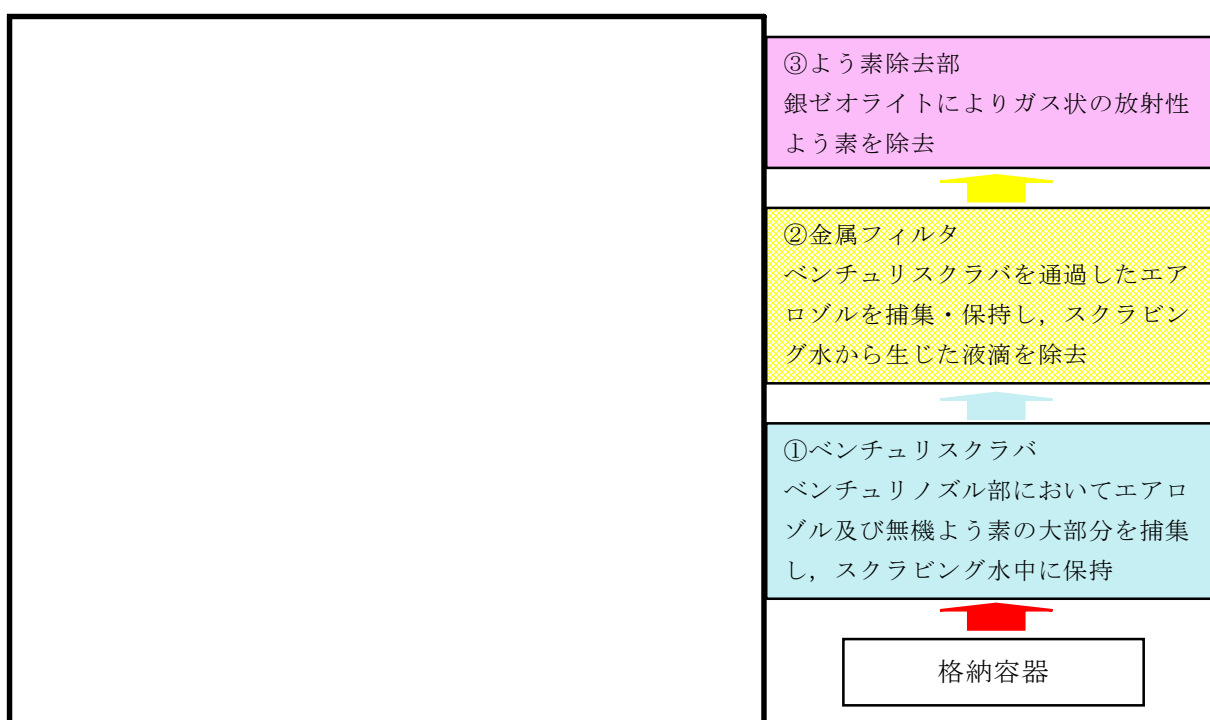 ③よう素除去部
銀ゼオライトによりガス状の放射性
よう素を除去
②金属フィルタ
ベンチュリスクラバを通過したエア
ロゾルを捕集・保持し，スクラビン
グ水から生じた液滴を除去
①ベンチュリスクラバ
ベンチュリノズル部においてエアロ
ゾル及び無機よう素の大部分を捕集
し，スクラビング水中に保持
格納容器